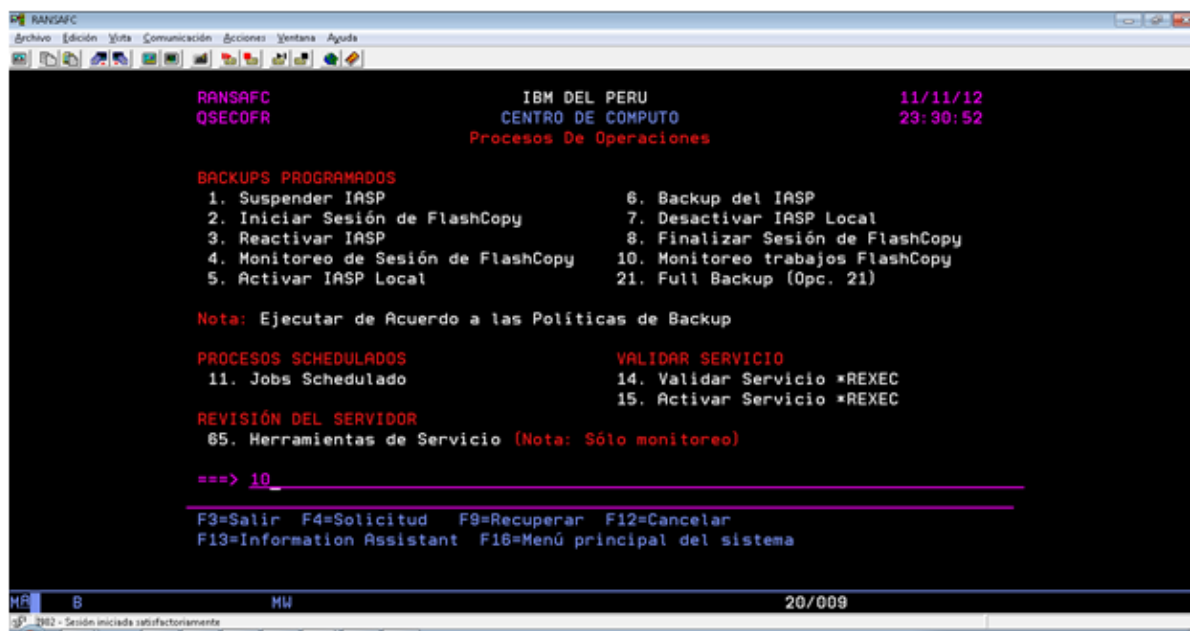 RANSAFC
Archivo Edición Vista Comunicación Acciones Ventana Ayuda
RANSAFC IBM DEL PERU 11/11/12
QSECOFR CENTRO DE COMPUTO 23:30:52
Procesos De Operaciones
BACKUPS PROGRAMADOS
1. Suspender IASP 6. Backup del IASP
2. Iniciar Sesión de FlashCopy 7. Desactivar IASP Local
3. Reactivar IASP 8. Finalizar Sesión de FlashCopy
4. Monitoreo de Sesión de FlashCopy 10. Monitoreo trabajos FlashCopy
5. Activar IASP Local 21. Full Backup (Opc. 21)
Nota: Ejecutar de Acuerdo a las Políticas de Backup
PROCESOS SCHEDULADOS VALIDAR SERVICIO
11. Jobs Schedulado 14. Validar Servicio *REXEC
15. Activar Servicio *REXEC
REVISIÓN DEL SERVIDOR
65. Herramientas de Servicio (Nota: Sólo monitoreo)
===> 10_
F3=Salir F4=Solicitud F9=Recuperar F12=Cancelar
F13=Information Assistant F16=Menú principal del sistema
MA B MW 20/009
I902 - Sesión iniciada satisfactoriamente